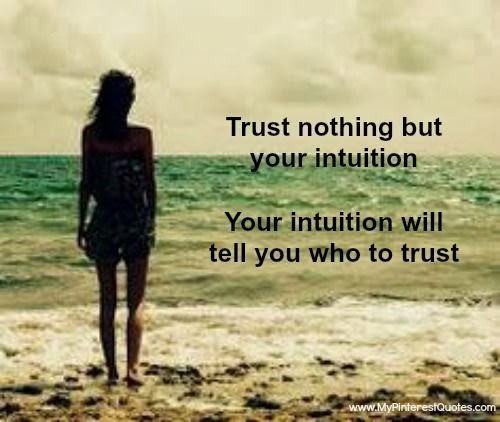 Trust nothing but
your intuition
Your intuition will
tell you who to trust
www.MyPinterestQuotes.com